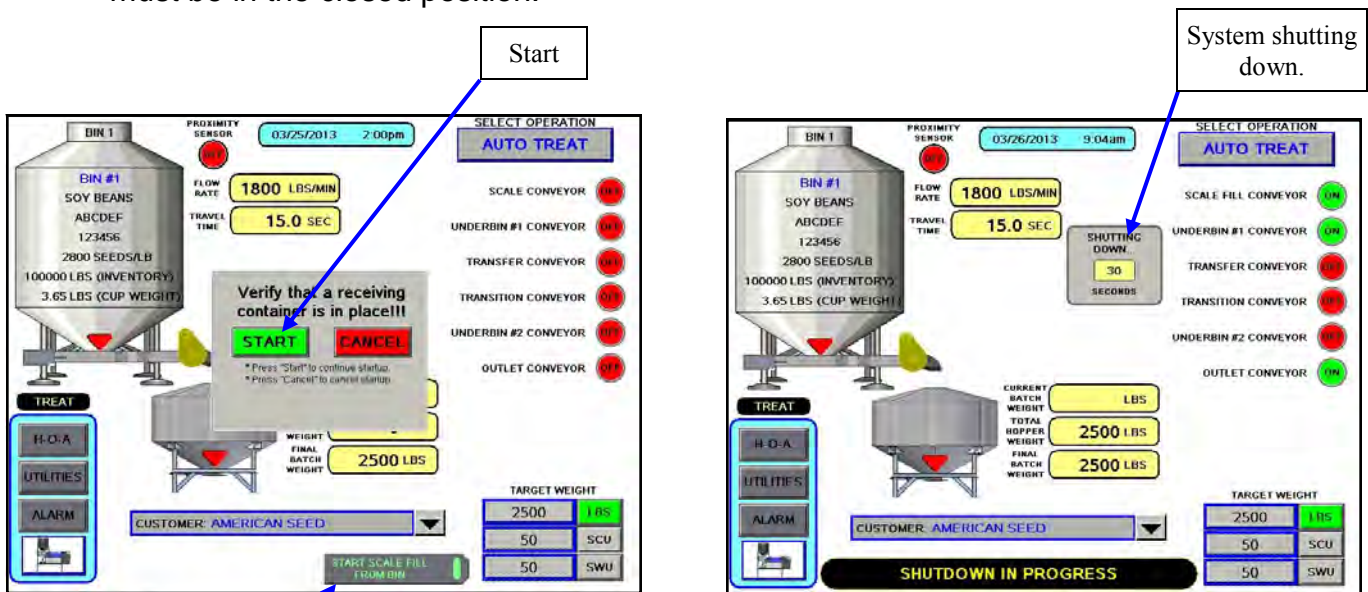 must be in the closed position.
Start
BIN 1
PROXIMITY
SENSOR
OFF
03/25/2013 2:00pm
SELECT OPERATION
AUTO TREAT
BIN #1
SOY BEANS
ABCDEF
123456
2800 SEEDS/LB
100000 LBS (INVENTORY)
3.65 LBS (CUP WEIGHT)
FLOW
RATE
1800 LBS/MIN
TRAVEL
TIME
15.0 SEC
SCALE CONVEYOR OFF
UNDERBIN #1 CONVEYOR OFF
TRANSFER CONVEYOR OFF
TRANSITION CONVEYOR OFF
UNDERBIN #2 CONVEYOR OFF
OUTLET CONVEYOR OFF
Verify that a receiving
container is in place!!!
START CANCEL
* Press "Start" to continue startup.
* Press "Cancel" to cancel startup.
TREAT
H-O-A
UTILITIES
ALARM
WEIGHT
FINAL
BATCH
WEIGHT
2500 LBS
CUSTOMER: AMERICAN SEED
START SCALE FILL
FROM BIN
TARGET WEIGHT
2500 LBS
50 SCU
50 SWU
System shutting
down.
BIN 1
PROXIMITY
SENSOR
OFF
03/26/2013 9:04am
SELECT OPERATION
AUTO TREAT
BIN #1
SOY BEANS
ABCDEF
123456
2800 SEEDS/LB
100000 LBS (INVENTORY)
3.65 LBS (CUP WEIGHT)
FLOW
RATE
1800 LBS/MIN
TRAVEL
TIME
15.0 SEC
SHUTTING
DOWN...
30
SECONDS
SCALE FILL CONVEYOR ON
UNDERBIN #1 CONVEYOR ON
TRANSFER CONVEYOR OFF
TRANSITION CONVEYOR OFF
UNDERBIN #2 CONVEYOR OFF
OUTLET CONVEYOR ON
TREAT
H-O-A
UTILITIES
ALARM
CURRENT
BATCH
WEIGHT
LBS
TOTAL
HOPPER
WEIGHT
2500 LBS
FINAL
BATCH
WEIGHT
2500 LBS
CUSTOMER: AMERICAN SEED
SHUTDOWN IN PROGRESS
TARGET WEIGHT
2500 LBS
50 SCU
50 SWU